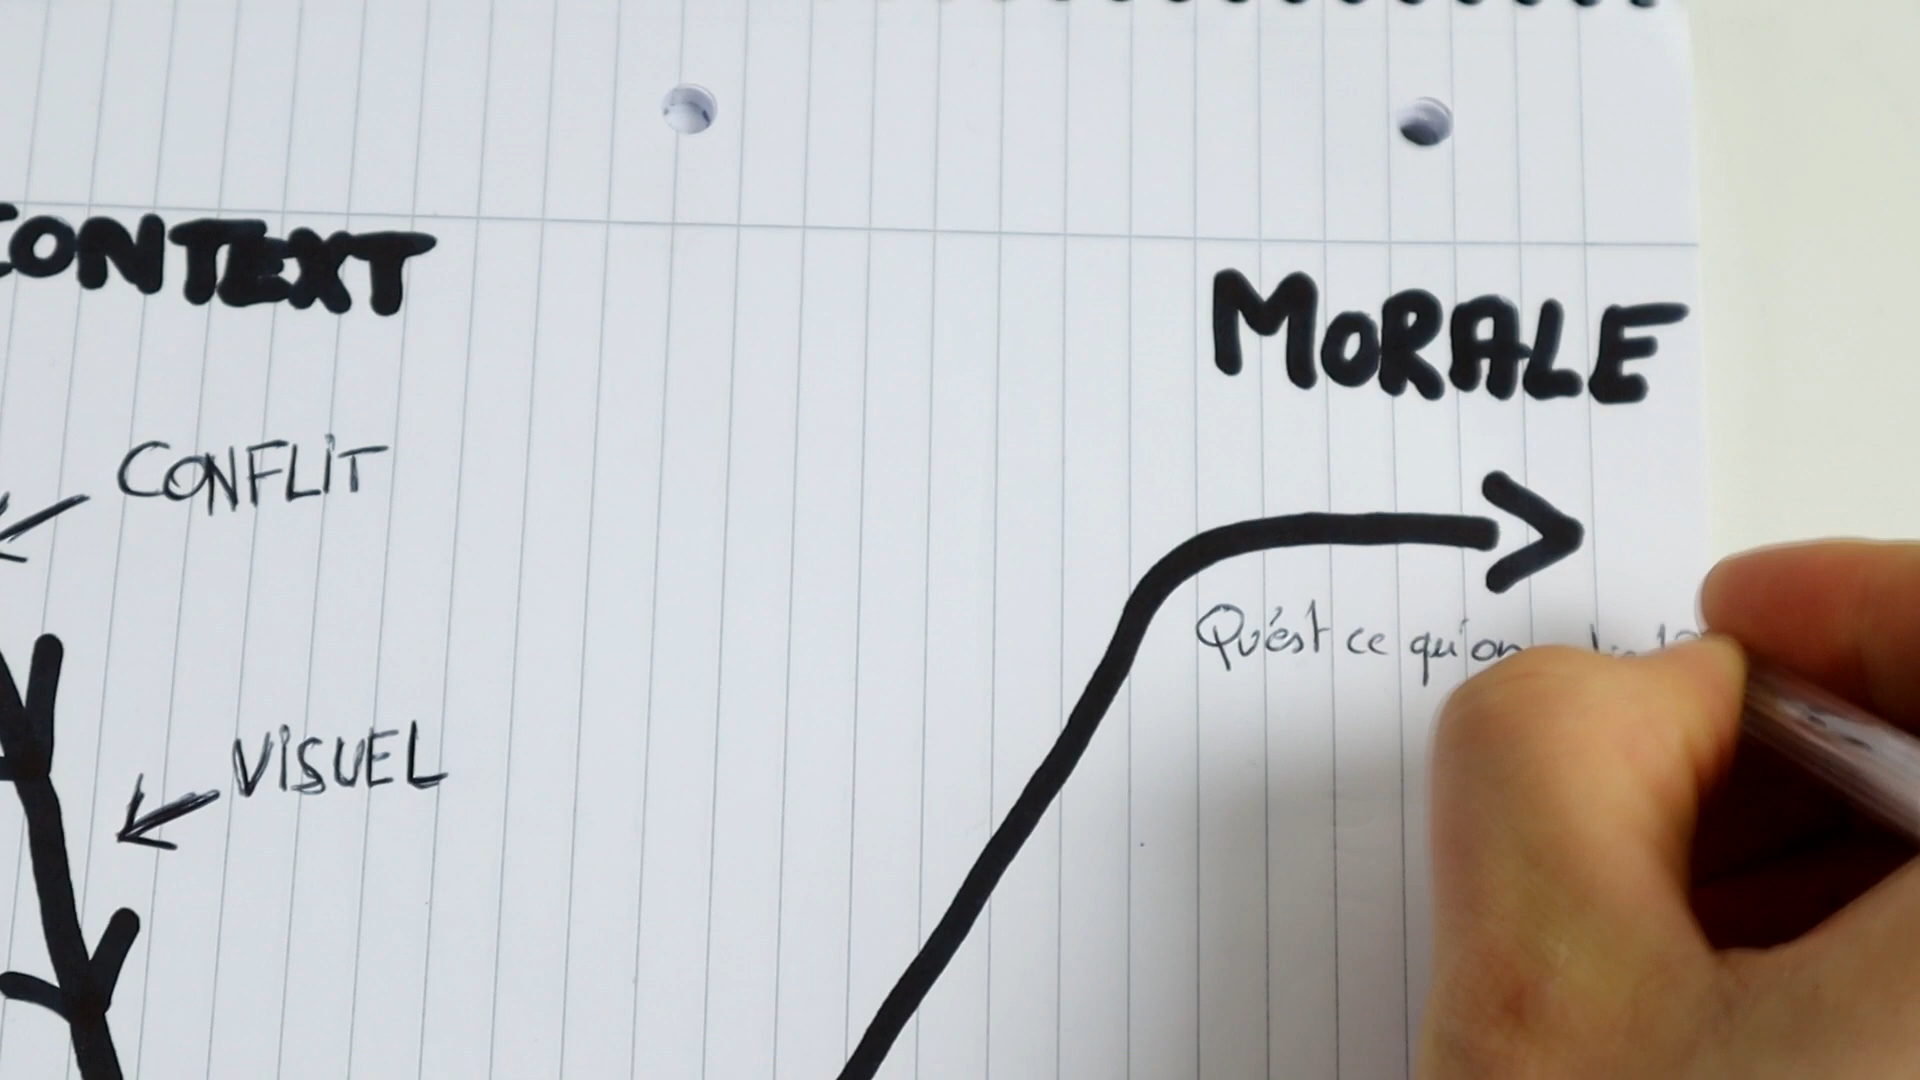 CONTEXT
MORALE
CONFLIT
Qu'est ce qu'on
VISUEL